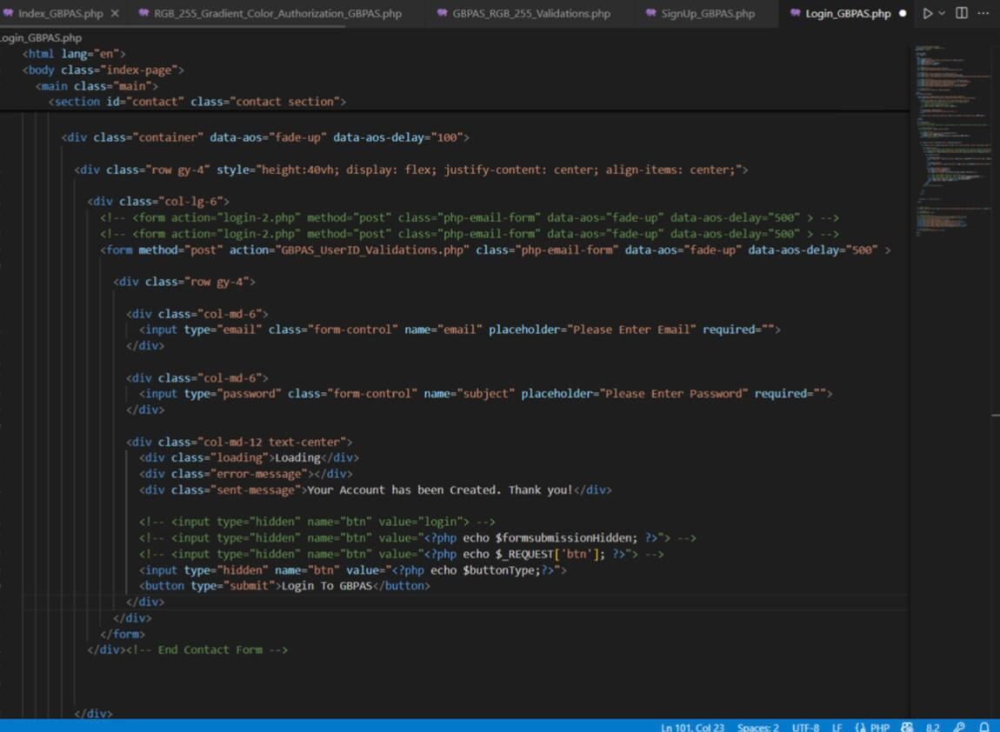 Index_GBPAS.php
RGB_255_Gradient_Color_Authorization_GBPAS.php
GBPAS_RGB_255_Validations.php
SignUp_GBPAS.php
Login_GBPAS.php
ogin_GBPAS.php
<html lang="en">
<body class="index-page">
<main class="main">
<section id="contact" class="contact section">
<div class="container" data-aos="fade-up" data-aos-delay="100">
<div class="row gy-4" style="height:40vh; display: flex; justify-content: center; align-items: center;">
<div class="col-lg-6">
<!-- <form action="login-2.php" method="post" class="php-email-form" data-aos="fade-up" data-aos-delay="500" > -->
<!-- <form action="login-2.php" method="post" class="php-email-form" data-aos="fade-up" data-aos-delay="500" > -->
<form method="post" action="GBPAS_UserID_Validations.php" class="php-email-form" data-aos="fade-up" data-aos-delay="500" >
<div class="row gy-4">
<div class="col-md-6">
<input type="email" class="form-control" name="email" placeholder="Please Enter Email" required="">
</div>
<div class="col-md-6">
<input type="password" class="form-control" name="subject" placeholder="Please Enter Password" required="">
</div>
<div class="col-md-12 text-center">
<div class="loading">Loading</div>
<div class="error-message"></div>
<div class="sent-message">Your Account has been Created. Thank you!</div>
<!-- <input type="hidden" name="btn" value="login"> -->
<!-- <input type="hidden" name="btn" value="<?php echo $formsubmissionHidden; ?>"> -->
<!-- <input type="hidden" name="btn" value="<?php echo $_REQUEST['btn']; ?>"> -->
<input type="hidden" name="btn" value="<?php echo $buttonType;?>">
<button type="submit">Login To GBPAS</button>
</div>
</div>
</form>
</div><!-- End Contact Form -->
</div>
Ln 101, Col 23 Spaces: 2 UTF-8 LF {} PHP 8.2